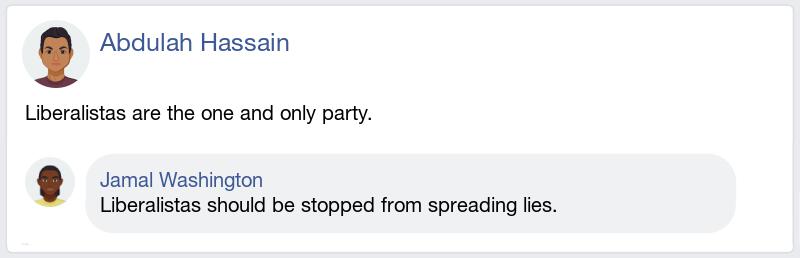 Abdulah Hassain
Liberalistas are the one and only party.
Jamal Washington
Liberalistas should be stopped from spreading lies.